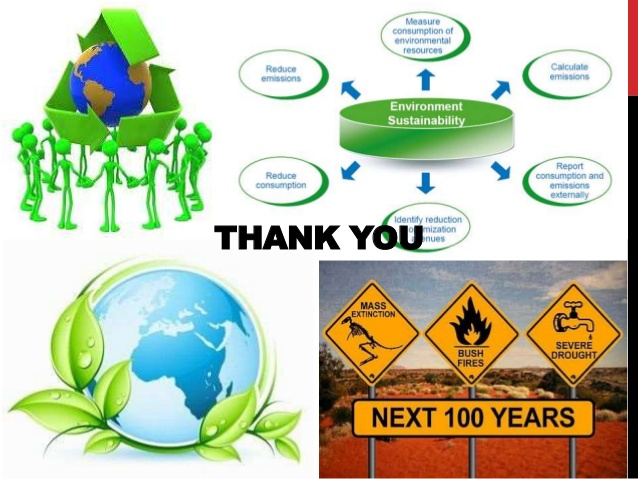 Measure
consumption of
environmental
resources
Reduce
emissions
Calculate
emissions
Environment
Sustainability
Reduce
consumption
Report
consumption and
emissions
externally
Identify reduction
THANK YOU
MASS
EXTINCTION
BUSH
FIRES
SEVERE
DROUGHT
NEXT 100 YEARS